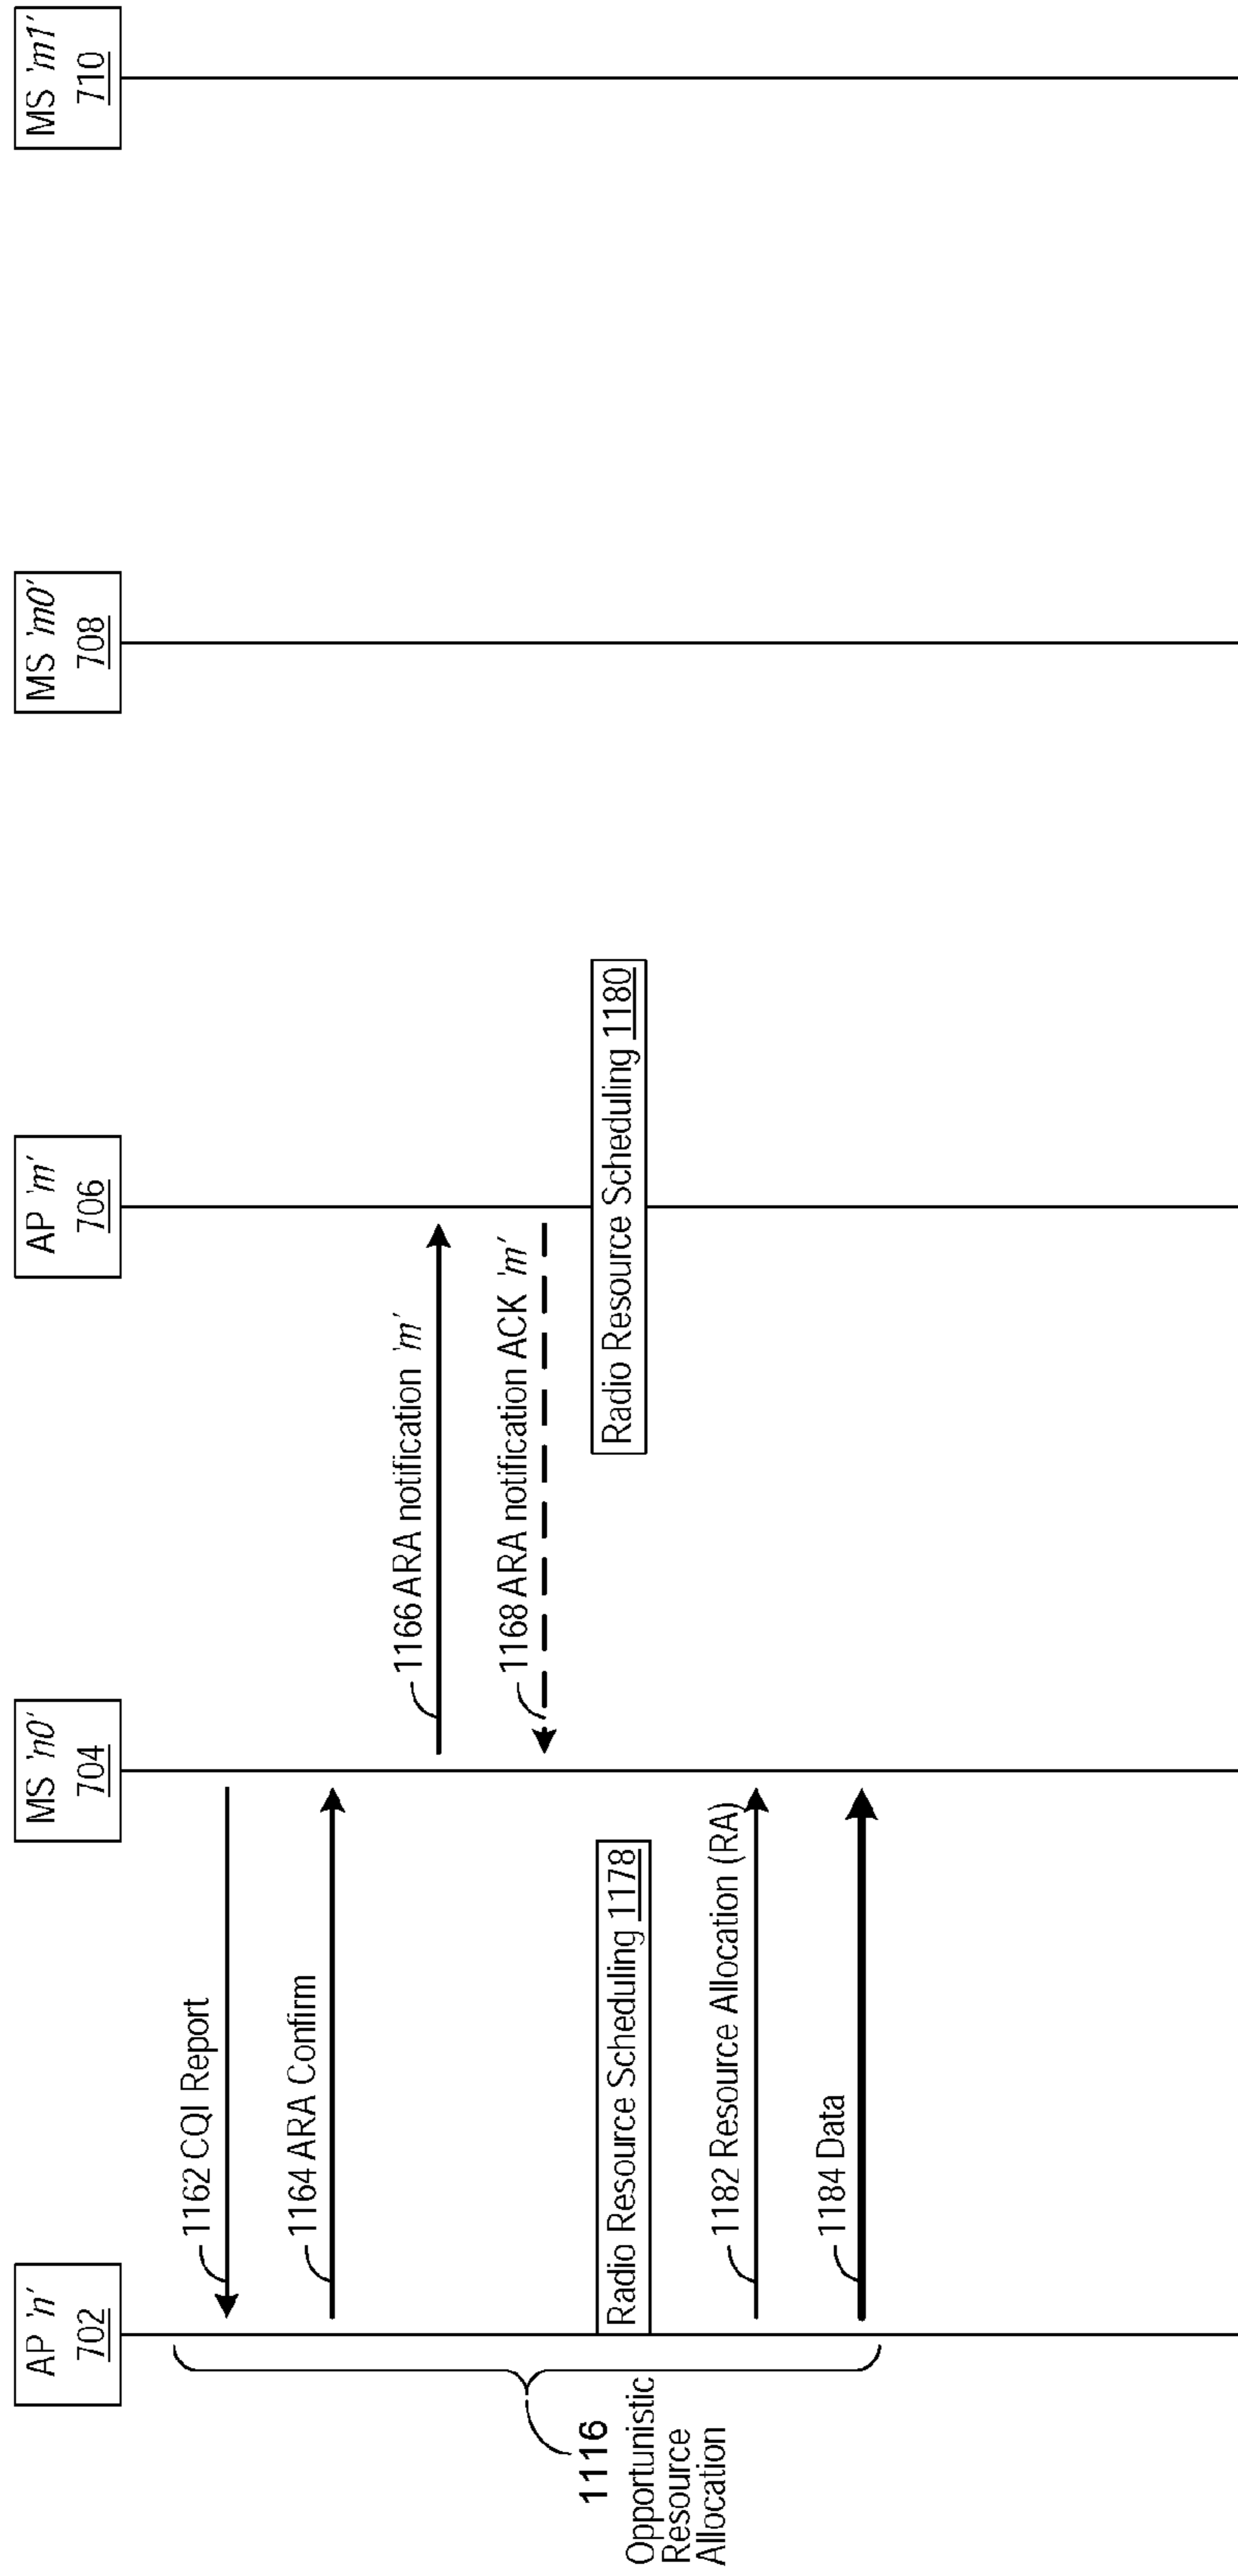 AP 'n'
702
MS 'n0'
704
AP 'm'
706
MS 'm0'
708
MS 'm1'
710
1162 CQI Report
1164 ARA Confirm
1166 ARA notification 'm'
1168 ARA notification ACK 'm'
Radio Resource Scheduling 1178
Radio Resource Scheduling 1180
1182 Resource Allocation (RA)
1184 Data
1116
Opportunistic
Resource
Allocation